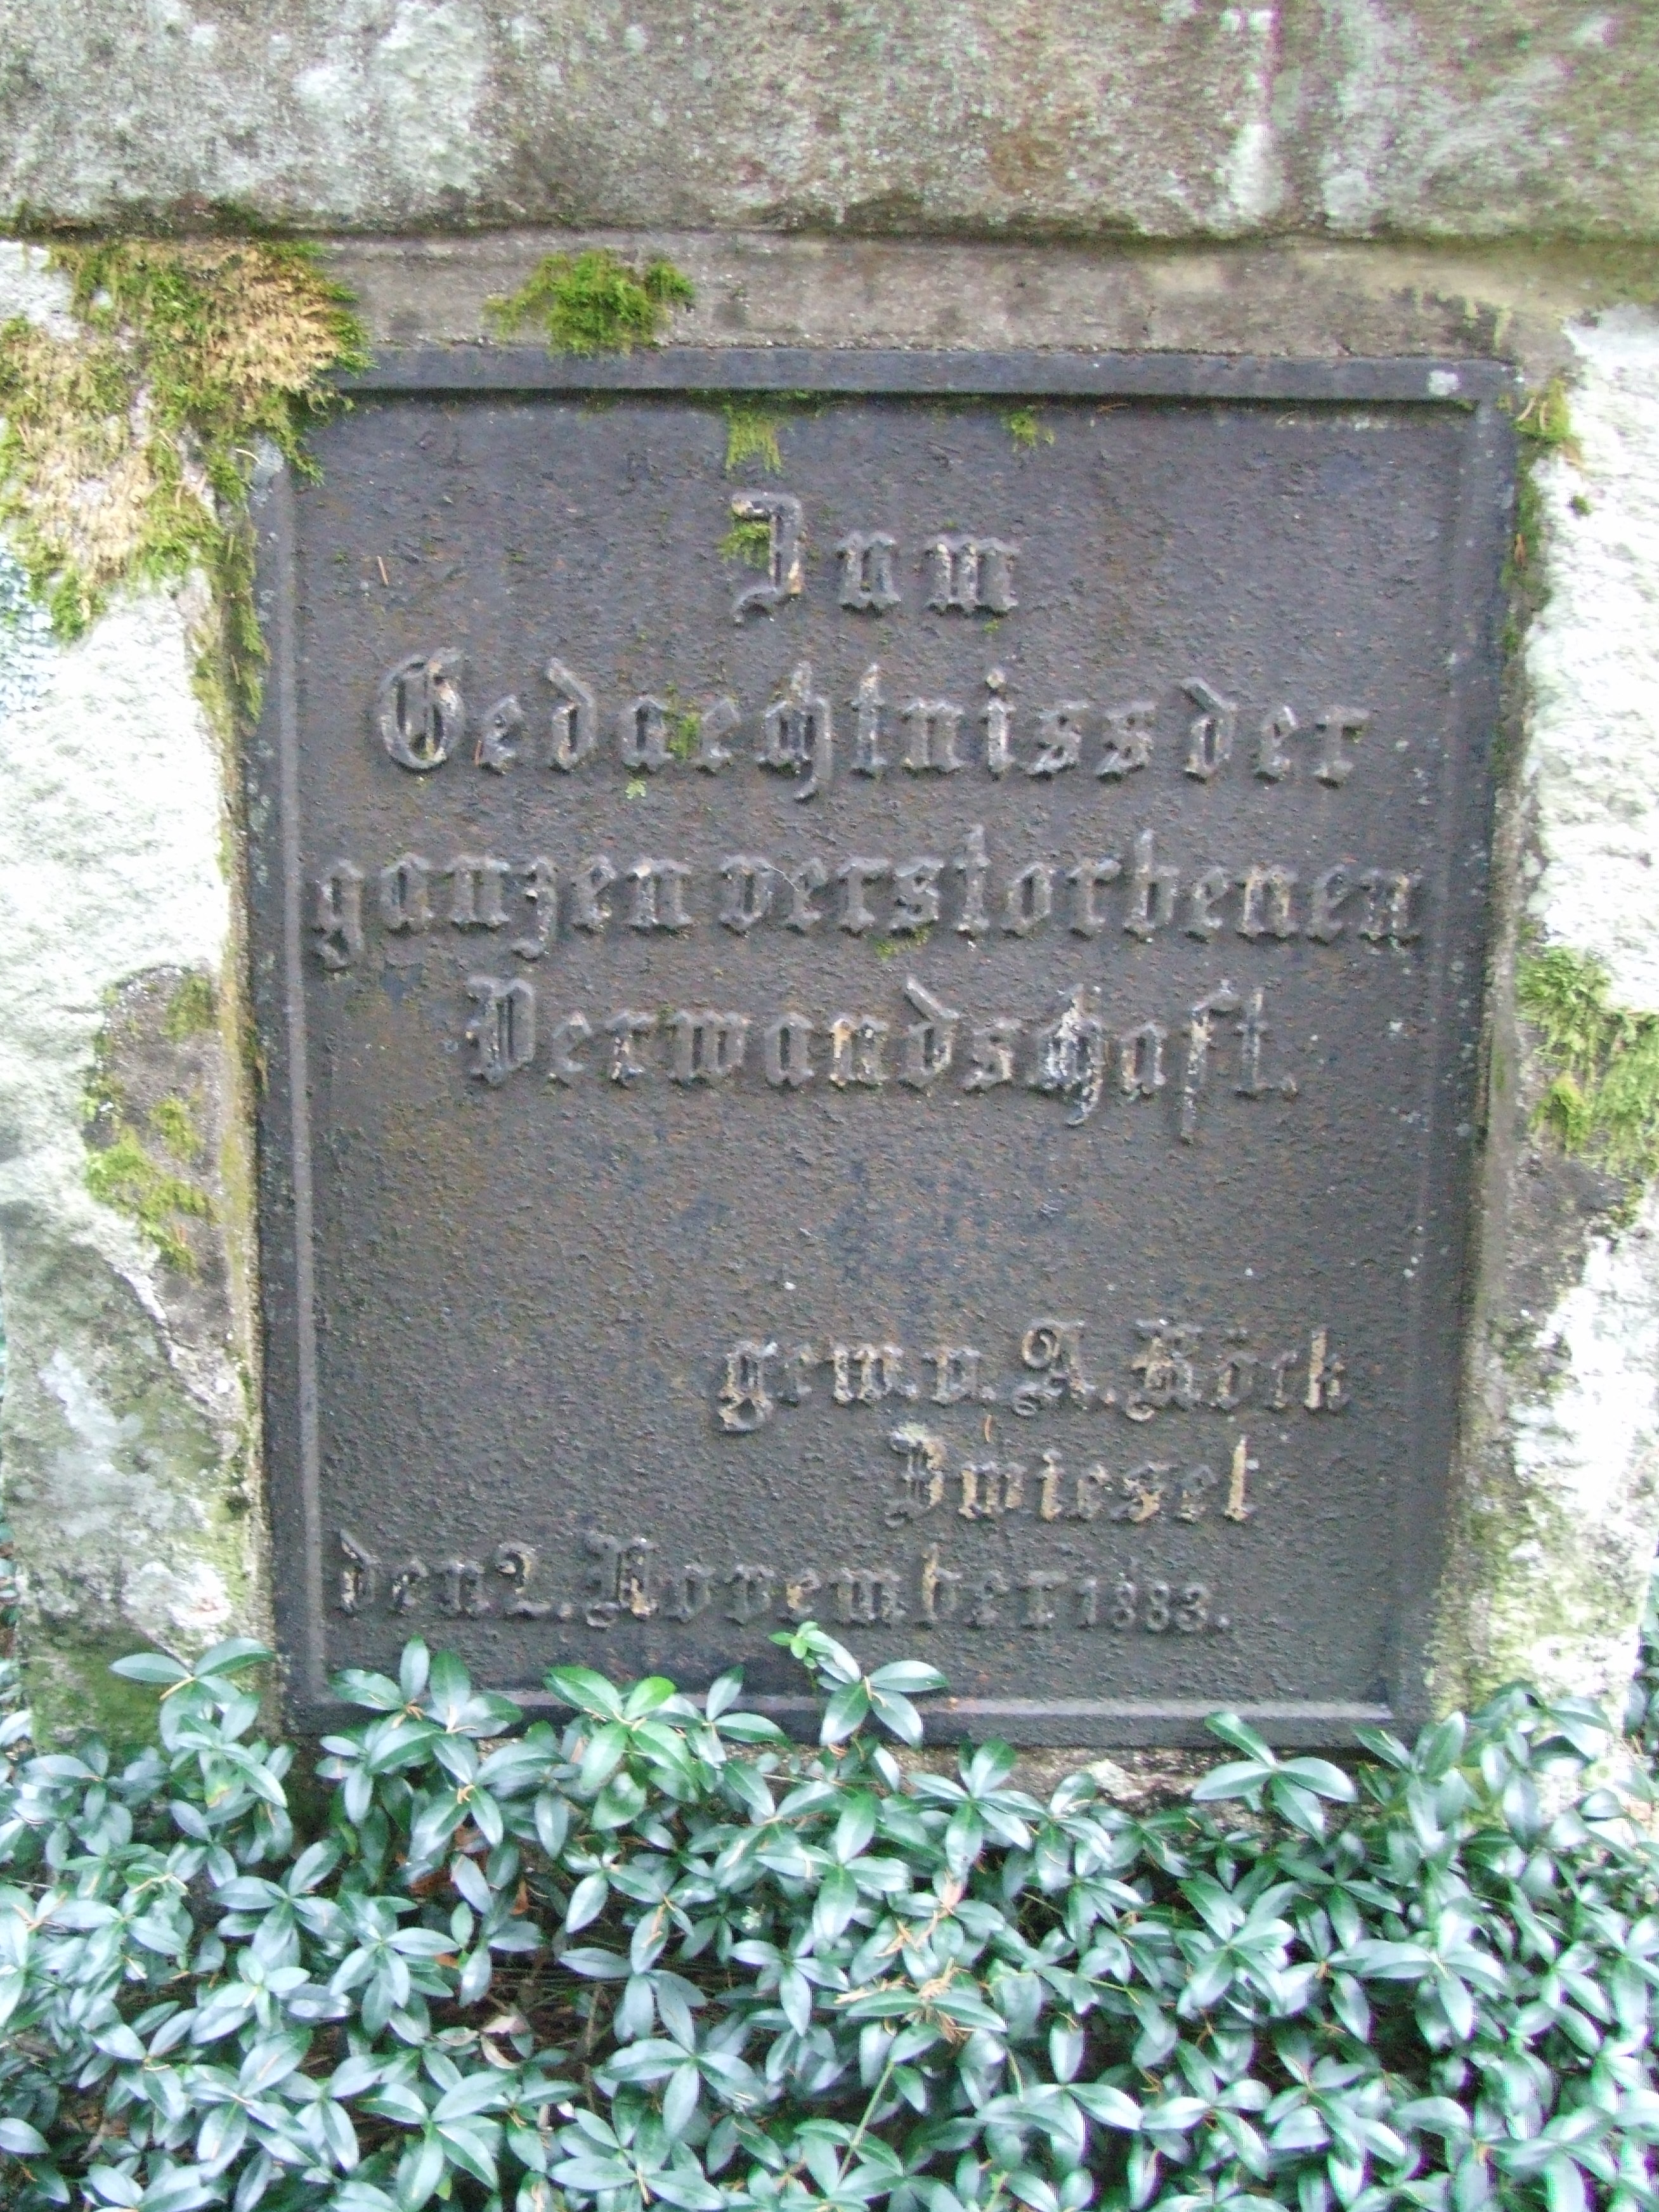 Zum
Gedaechtniss der
ganzen verstorbenen
Verwandschaft.
gew. v. A. Köck
Zwiesel
den 2. November 1883.